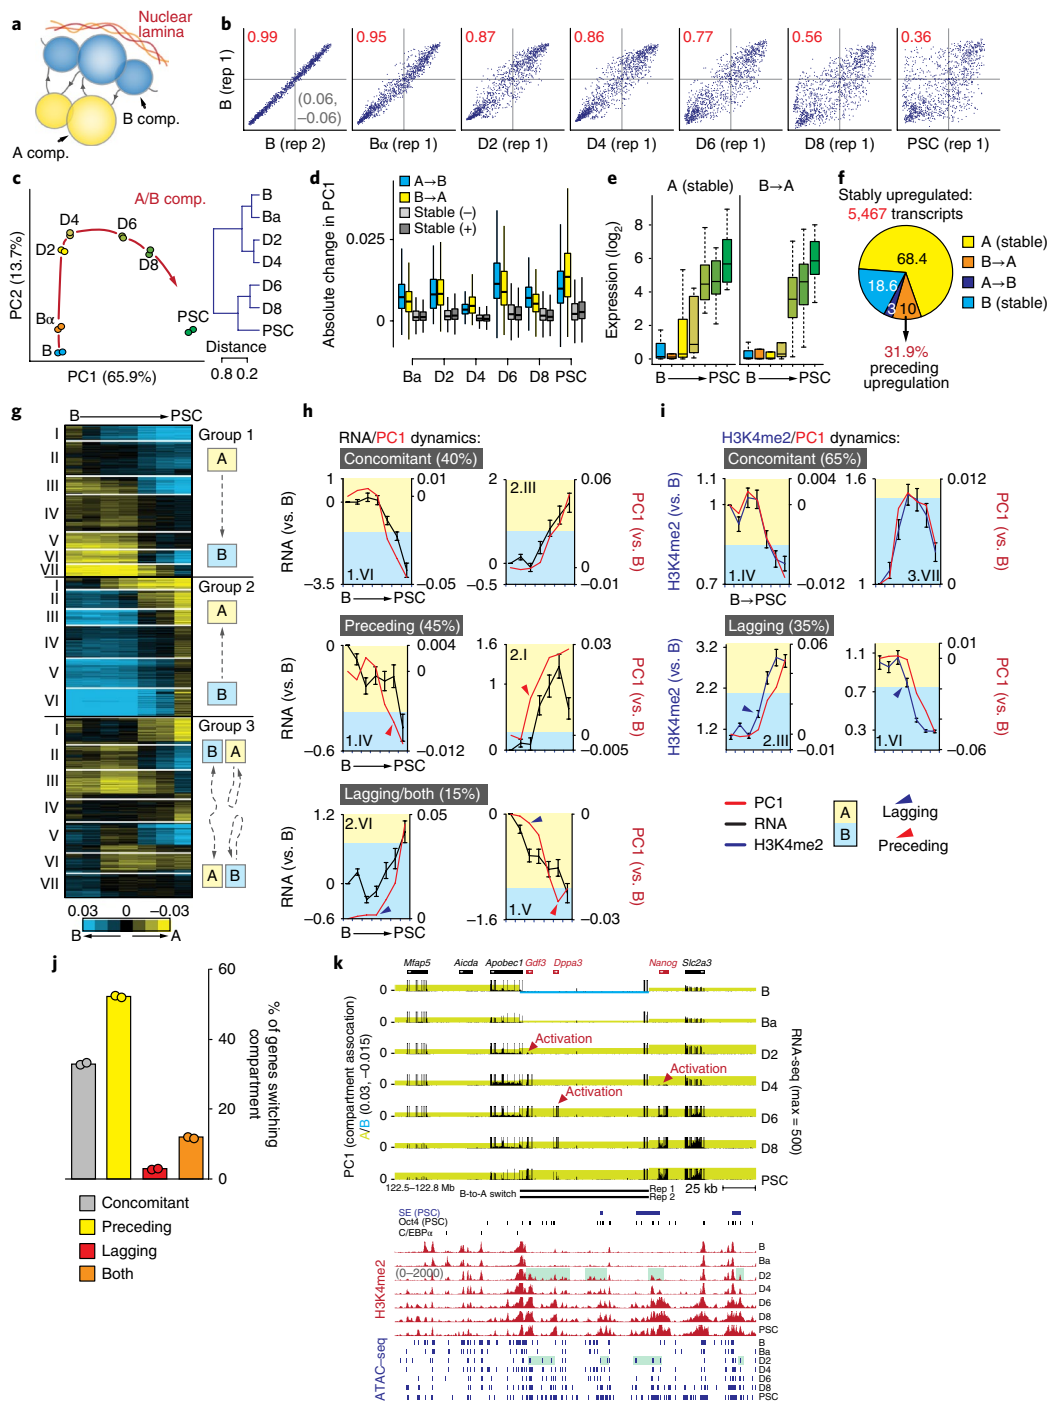 a
Nuclear
lamina
B comp.
A comp.
b
B (rep 1)
0.99
0.95
0.87
0.86
0.77
0.56
0.36
(0.06,
–0.06)
B (rep 2)
Bα (rep 1)
D2 (rep 1)
D4 (rep 1)
D6 (rep 1)
D8 (rep 1)
PSC (rep 1)
c
PC2 (13.7%)
A/B comp.
D4
D6
D2
D8
Bα
PSC
B
PC1 (65.9%)
B
Ba
D2
D4
D6
D8
PSC
Distance
0.8 0.2
d
Absolute change in PC1
A→B
B→A
Stable (–)
Stable (+)
0.025
0
Ba
D2
D4
D6
D8
PSC
e
A (stable)
B→A
Expression (log2)
8
6
4
2
0
B
PSC
B
PSC
f
Stably upregulated:
5,467 transcripts
68.4
18.6
3
10
A (stable)
B→A
A→B
B (stable)
31.9%
preceding
upregulation
g
B
PSC
I
II
III
IV
V
VI
VII
I
II
III
IV
V
VI
I
II
III
IV
V
VI
VII
Group 1
A
B
Group 2
A
B
Group 3
B A
A B
0.03 0 –0.03
B
A
h
RNA/PC1 dynamics:
Concomitant (40%)
RNA (vs. B)
1
0
–3.5
0.01
0
–0.05
1.VI
B
PSC
2
0
–0.5
0.06
0
–0.01
2.III
PC1 (vs. B)
Preceding (45%)
RNA (vs. B)
0
–0.6
0.004
0
–0.012
1.IV
B
PSC
1.6
0
0.03
0
–0.005
2.I
PC1 (vs. B)
Lagging/both (15%)
RNA (vs. B)
1.2
0
–0.6
0.05
0
2.VI
B
PSC
0
–1.6
0
–0.03
1.V
PC1 (vs. B)
i
H3K4me2/PC1 dynamics:
Concomitant (65%)
H3K4me2 (vs. B)
1.1
1
0.7
0.004
0
–0.012
1.IV
B→PSC
1.6
1
0.012
0
3.VII
PC1 (vs. B)
Lagging (35%)
H3K4me2 (vs. B)
3.2
2.2
1.2
0.06
0
–0.01
2.III
1.1
0.7
0.3
0.01
0
–0.06
1.VI
PC1 (vs. B)
PC1
RNA
H3K4me2
A
B
Lagging
Preceding
j
60
40
20
0
% of genes switching
compartment
Concomitant
Preceding
Lagging
Both
k
Mfap5
Aicda
Apobec1
Gdf3
Dppa3
Nanog
Slc2a3
PC1 (compartment assocation)
A/B (0.03, –0.015)
RNA-seq (max = 500)
0
B
0
Ba
0
D2
0
D4
0
D6
0
D8
0
PSC
Activation
Activation
Activation
122.5–122.8 Mb
B-to-A switch
Rep 1
Rep 2
25 kb
SE (PSC)
Oct4 (PSC)
C/EBPα
H3K4me2
(0–2000)
B
Ba
D2
D4
D6
D8
PSC
ATAC–seq
B
Ba
D2
D4
D6
D8
PSC